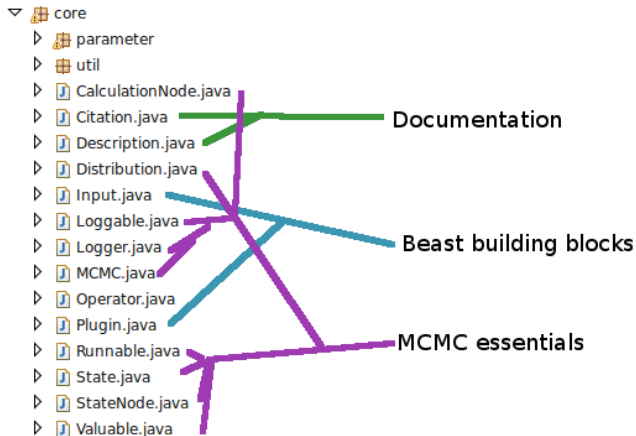 core
parameter
util
CalculationNode.java
Citation.java
Documentation
Description.java
Distribution.java
Input.java
Loggable.java
Beast building blocks
Logger.java
MCMC.java
Operator.java
Plugin.java
MCMC essentials
Runnable.java
State.java
StateNode.java
Valuable.java